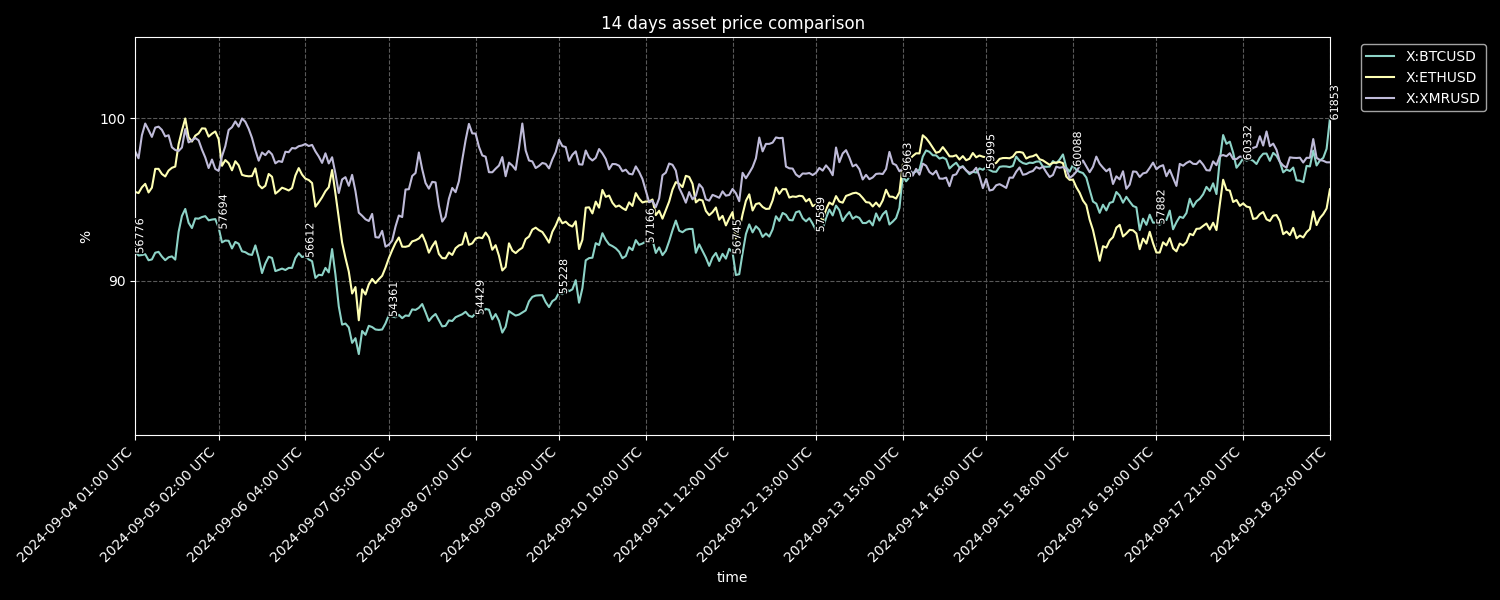 14 days asset price comparison
X:BTCUSD
X:ETHUSD
X:XMRUSD
%
100
90
56776
57694
56612
54361
54429
55228
57166
56745
57589
59663
59995
60088
57882
60332
61853
2024-09-04 01:00 UTC
2024-09-05 02:00 UTC
2024-09-06 04:00 UTC
2024-09-07 05:00 UTC
2024-09-08 07:00 UTC
2024-09-09 08:00 UTC
2024-09-10 10:00 UTC
2024-09-11 12:00 UTC
2024-09-12 13:00 UTC
2024-09-13 15:00 UTC
2024-09-14 16:00 UTC
2024-09-15 18:00 UTC
2024-09-16 19:00 UTC
2024-09-17 21:00 UTC
2024-09-18 23:00 UTC
time